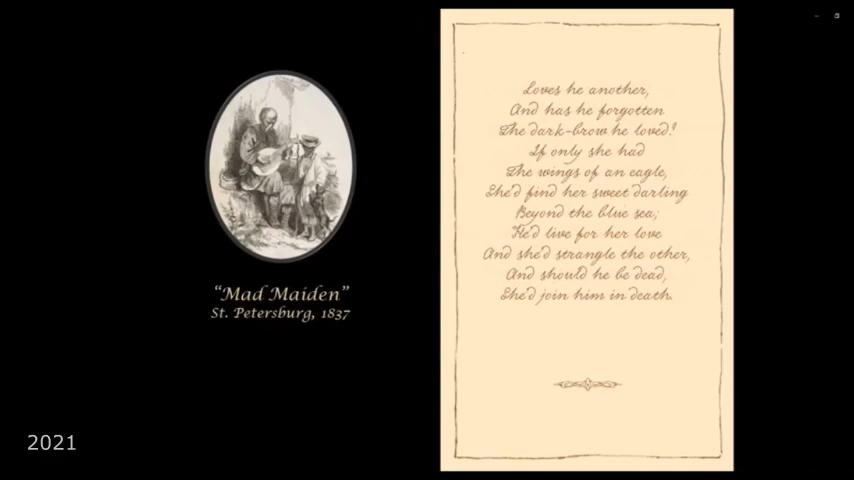 Loves he another,
And has he forgotten
The dark-brow he loved?
If only she had
The wings of an eagle,
She'd find her sweet darling
Beyond the blue sea;
He'd live for her love
And she'd strangle the other,
And should he be dead,
She'd join him in death.
“Mad Maiden”
St. Petersburg, 1837
2021